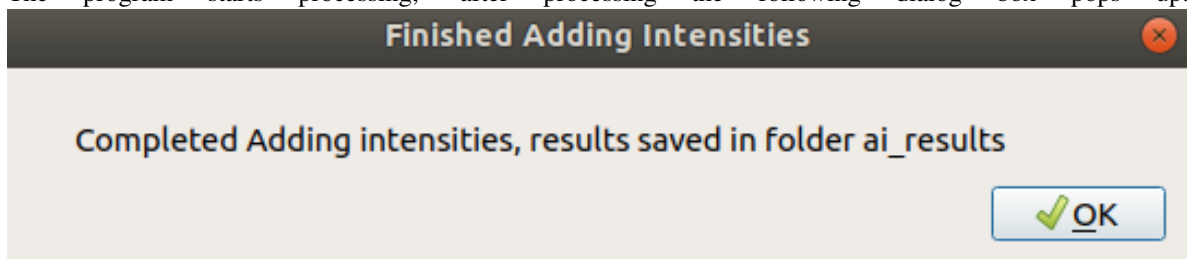 The program starts processing, after processing the following dialog box pops up.
Finished Adding Intensities
Completed Adding intensities, results saved in folder ai_results
OK